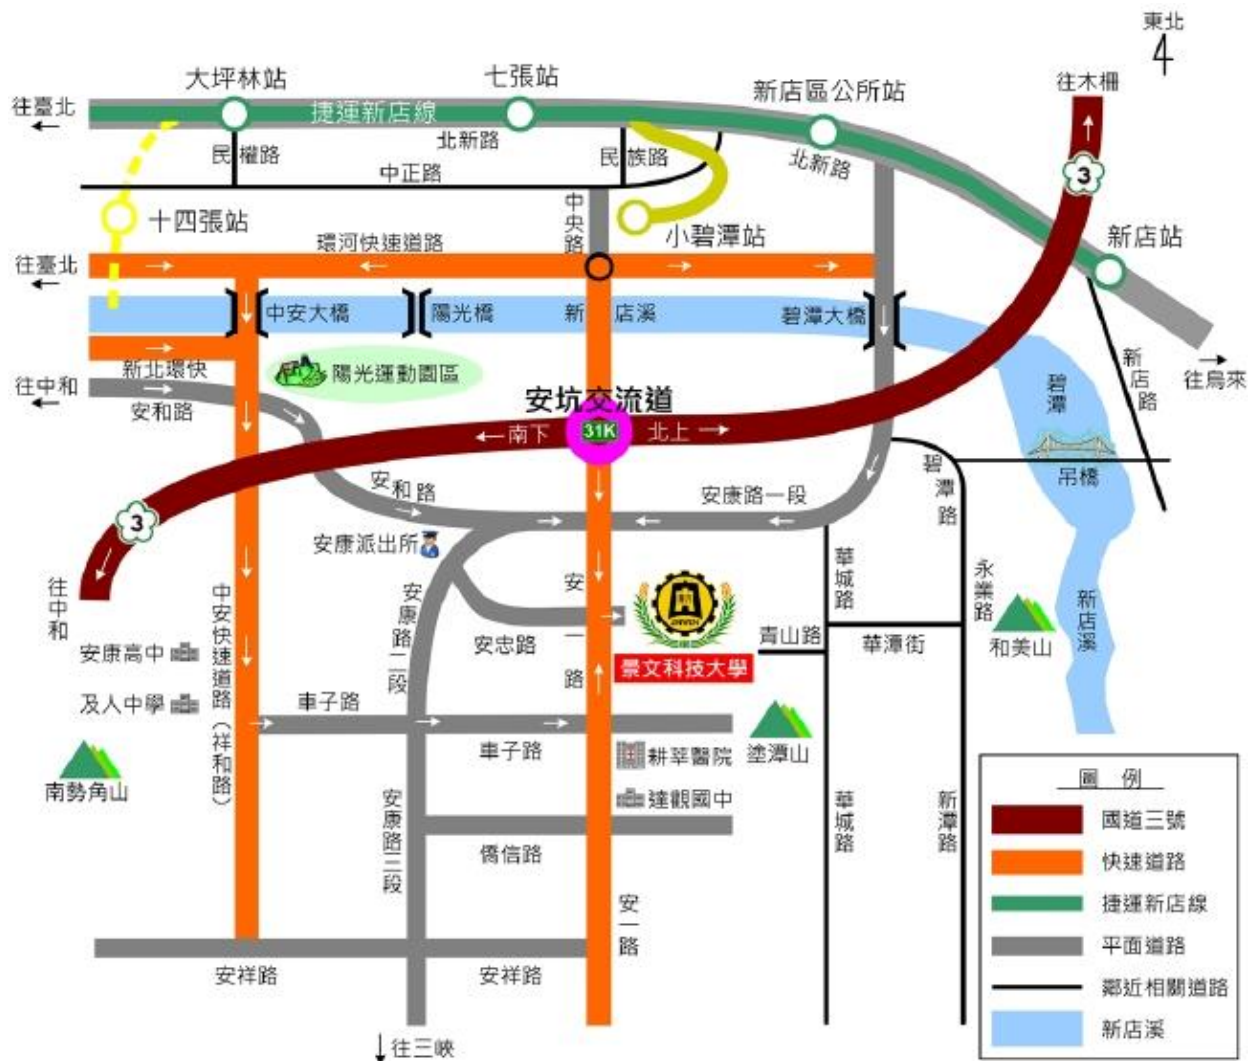 東北
4
往木柵
大坪林站
七張站
新店區公所站
往臺北
捷運新店線
北新路
北新路
民權路
民族路
中正路
3
十四張站
中央路
小碧潭站
新店站
環河快速道路
往臺北
中安大橋
陽光橋
新店溪
碧潭大橋
新北環快
陽光運動園區
往中和
安和路
新店路
往烏來
碧潭
安坑交流道
南下
31K
北上
吊橋
碧潭路
安和路
安康路一段
3
安康派出所
往中和
中安快速道路（祥和路）
安康路二段
安一路
華城路
永業路
新店溪
JINWEN
景文科技大學
安忠路
青山路
華潭街
和美山
安康高中
及人中學
車子路
車子路
南勢角山
耕莘醫院
塗潭山
達觀國中
安康路三段
僑信路
華城路
新潭路
安一路
安祥路
安祥路
往三峽
圖例
國道三號
快速道路
捷運新店線
平面道路
鄰近相關道路
新店溪